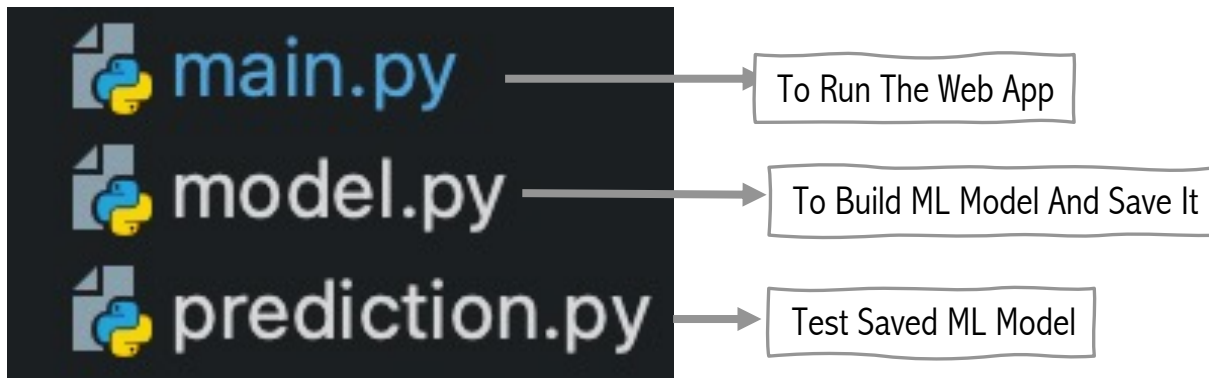 main.py
To Run The Web App
model.py
To Build ML Model And Save It
prediction.py
Test Saved ML Model